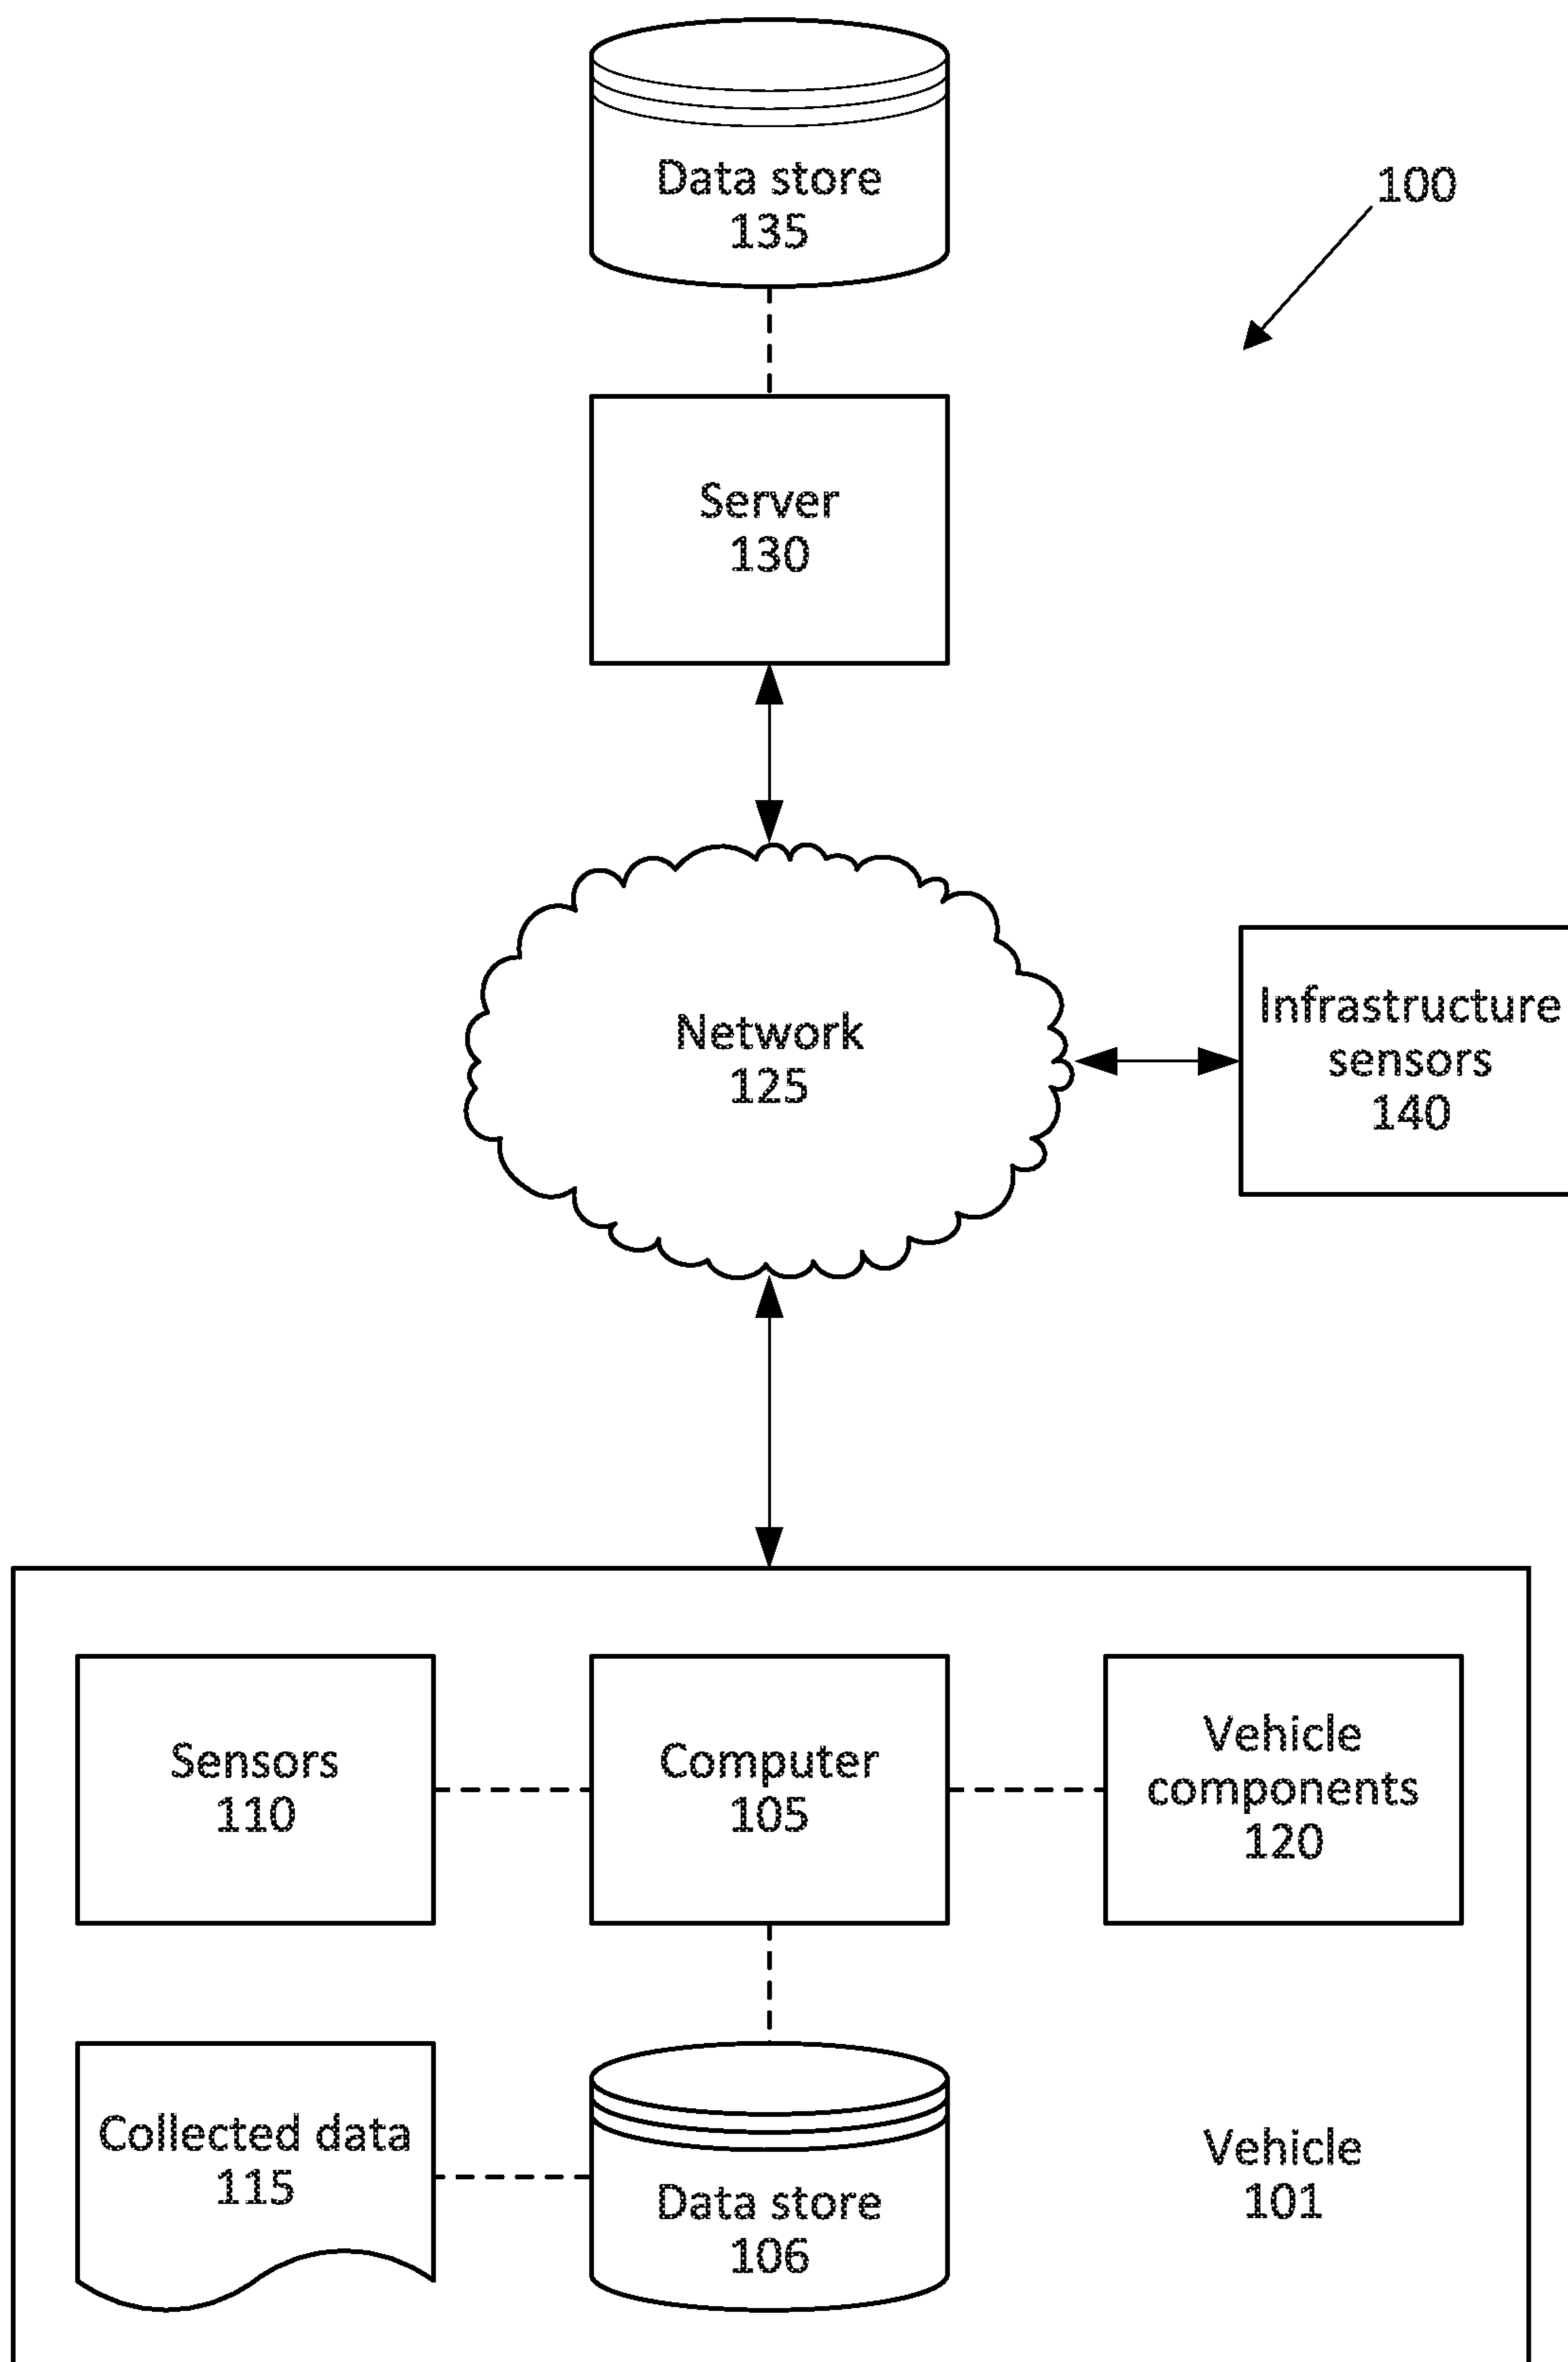 Data store
135
100
Server
130
Network
125
Infrastructure
sensors
140
Sensors
110
Computer
105
Vehicle
components
120
Collected data
115
Data store
106
Vehicle
101